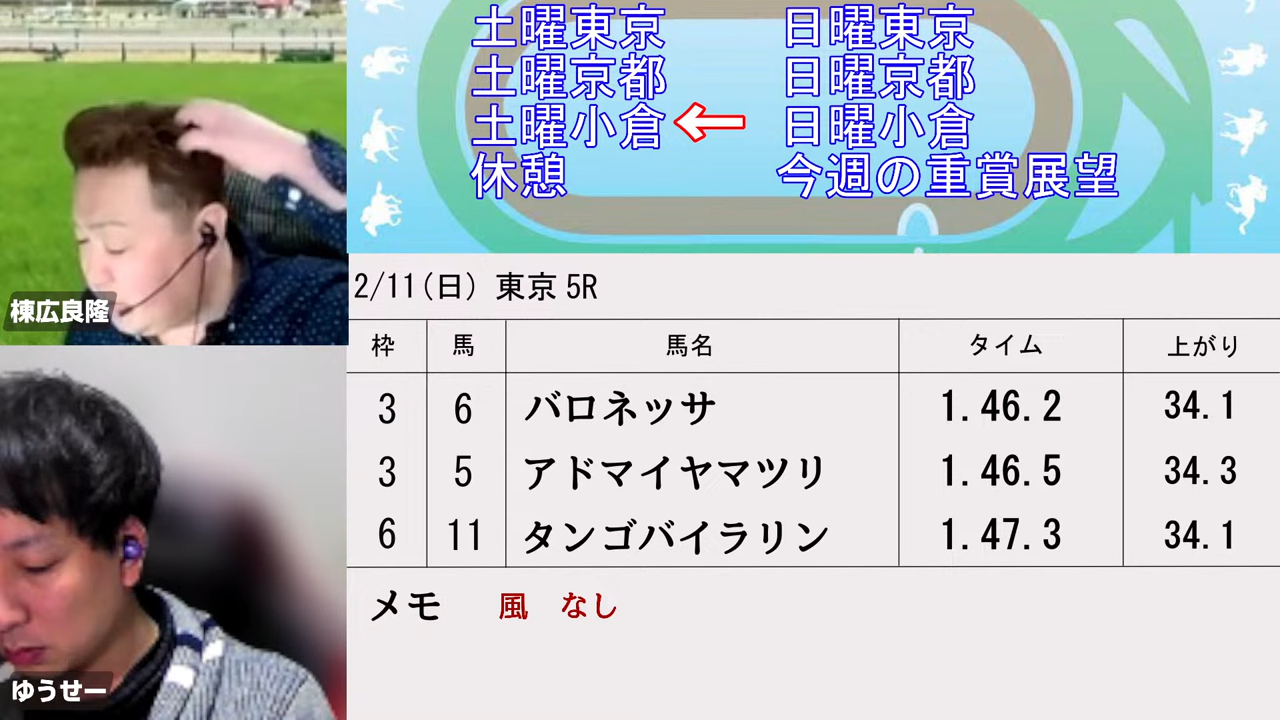 土曜東京 日曜東京
土曜京都 日曜京都
土曜小倉 日曜小倉
休憩 今週の重賞展望
棟広良隆
2/11(日) 東京5R
枠 馬 馬名 タイム 上がり
3 6 バロネッサ 1.46.2 34.1
3 5 アドマイヤマツリ 1.46.5 34.3
6 11 タンゴバイラリン 1.47.3 34.1
メモ 風 なし
ゆうせー